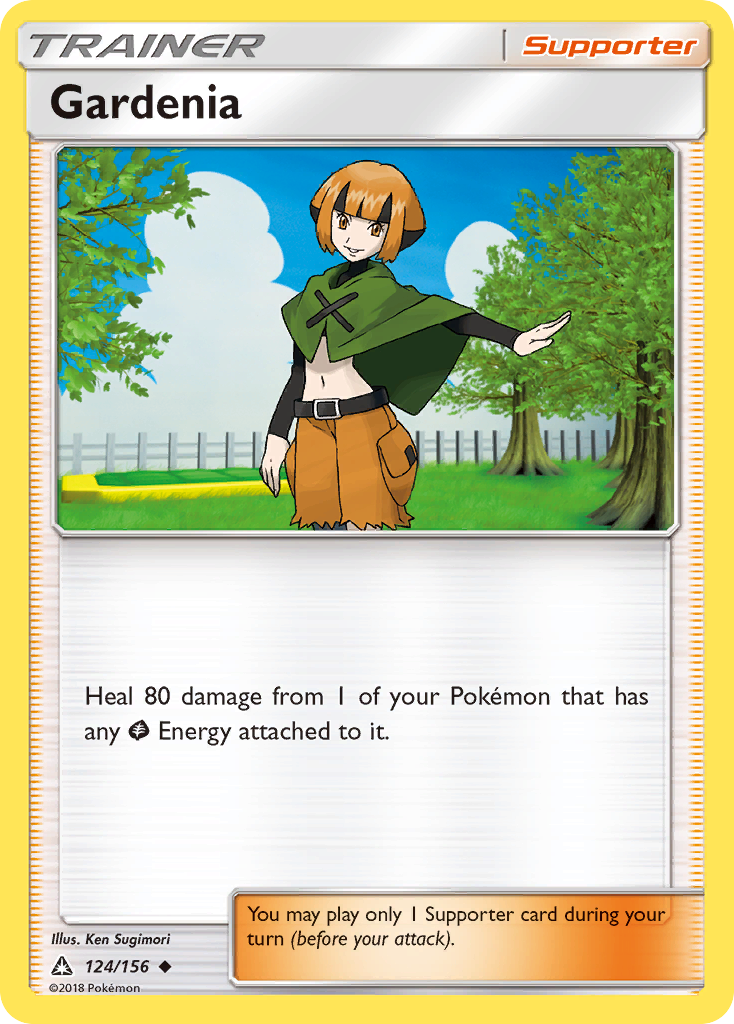 TRAINER
Supporter
Gardenia
Heal 80 damage from 1 of your Pokémon that has
any Energy attached to it.
You may play only 1 Supporter card during your
turn (before your attack).
Illus. Ken Sugimori
124/156
©2018 Pokémon